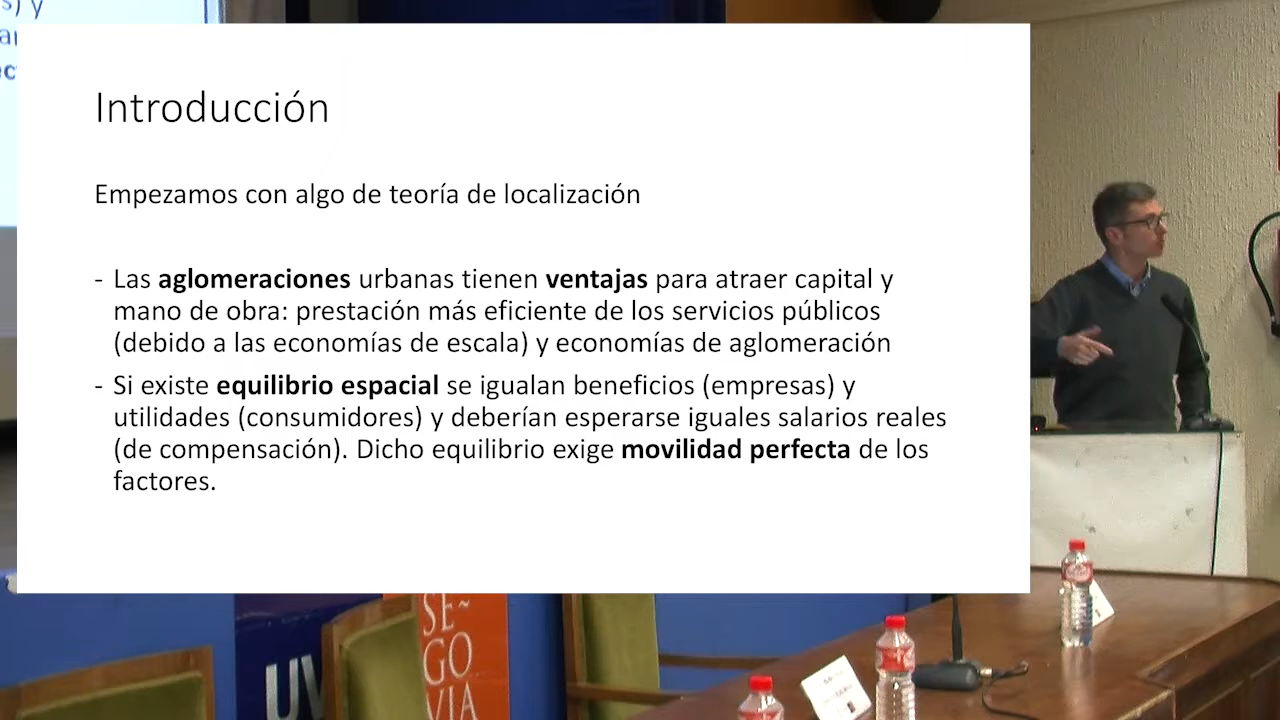 s) y
Introducción
Empezamos con algo de teoría de localización
- Las aglomeraciones urbanas tienen ventajas para atraer capital y
mano de obra: prestación más eficiente de los servicios públicos
(debido a las economías de escala) y economías de aglomeración
- Si existe equilibrio espacial se igualan beneficios (empresas) y
utilidades (consumidores) y deberían esperarse iguales salarios reales
(de compensación). Dicho equilibrio exige movilidad perfecta de los
factores.
UV
SE~
GO
VIA